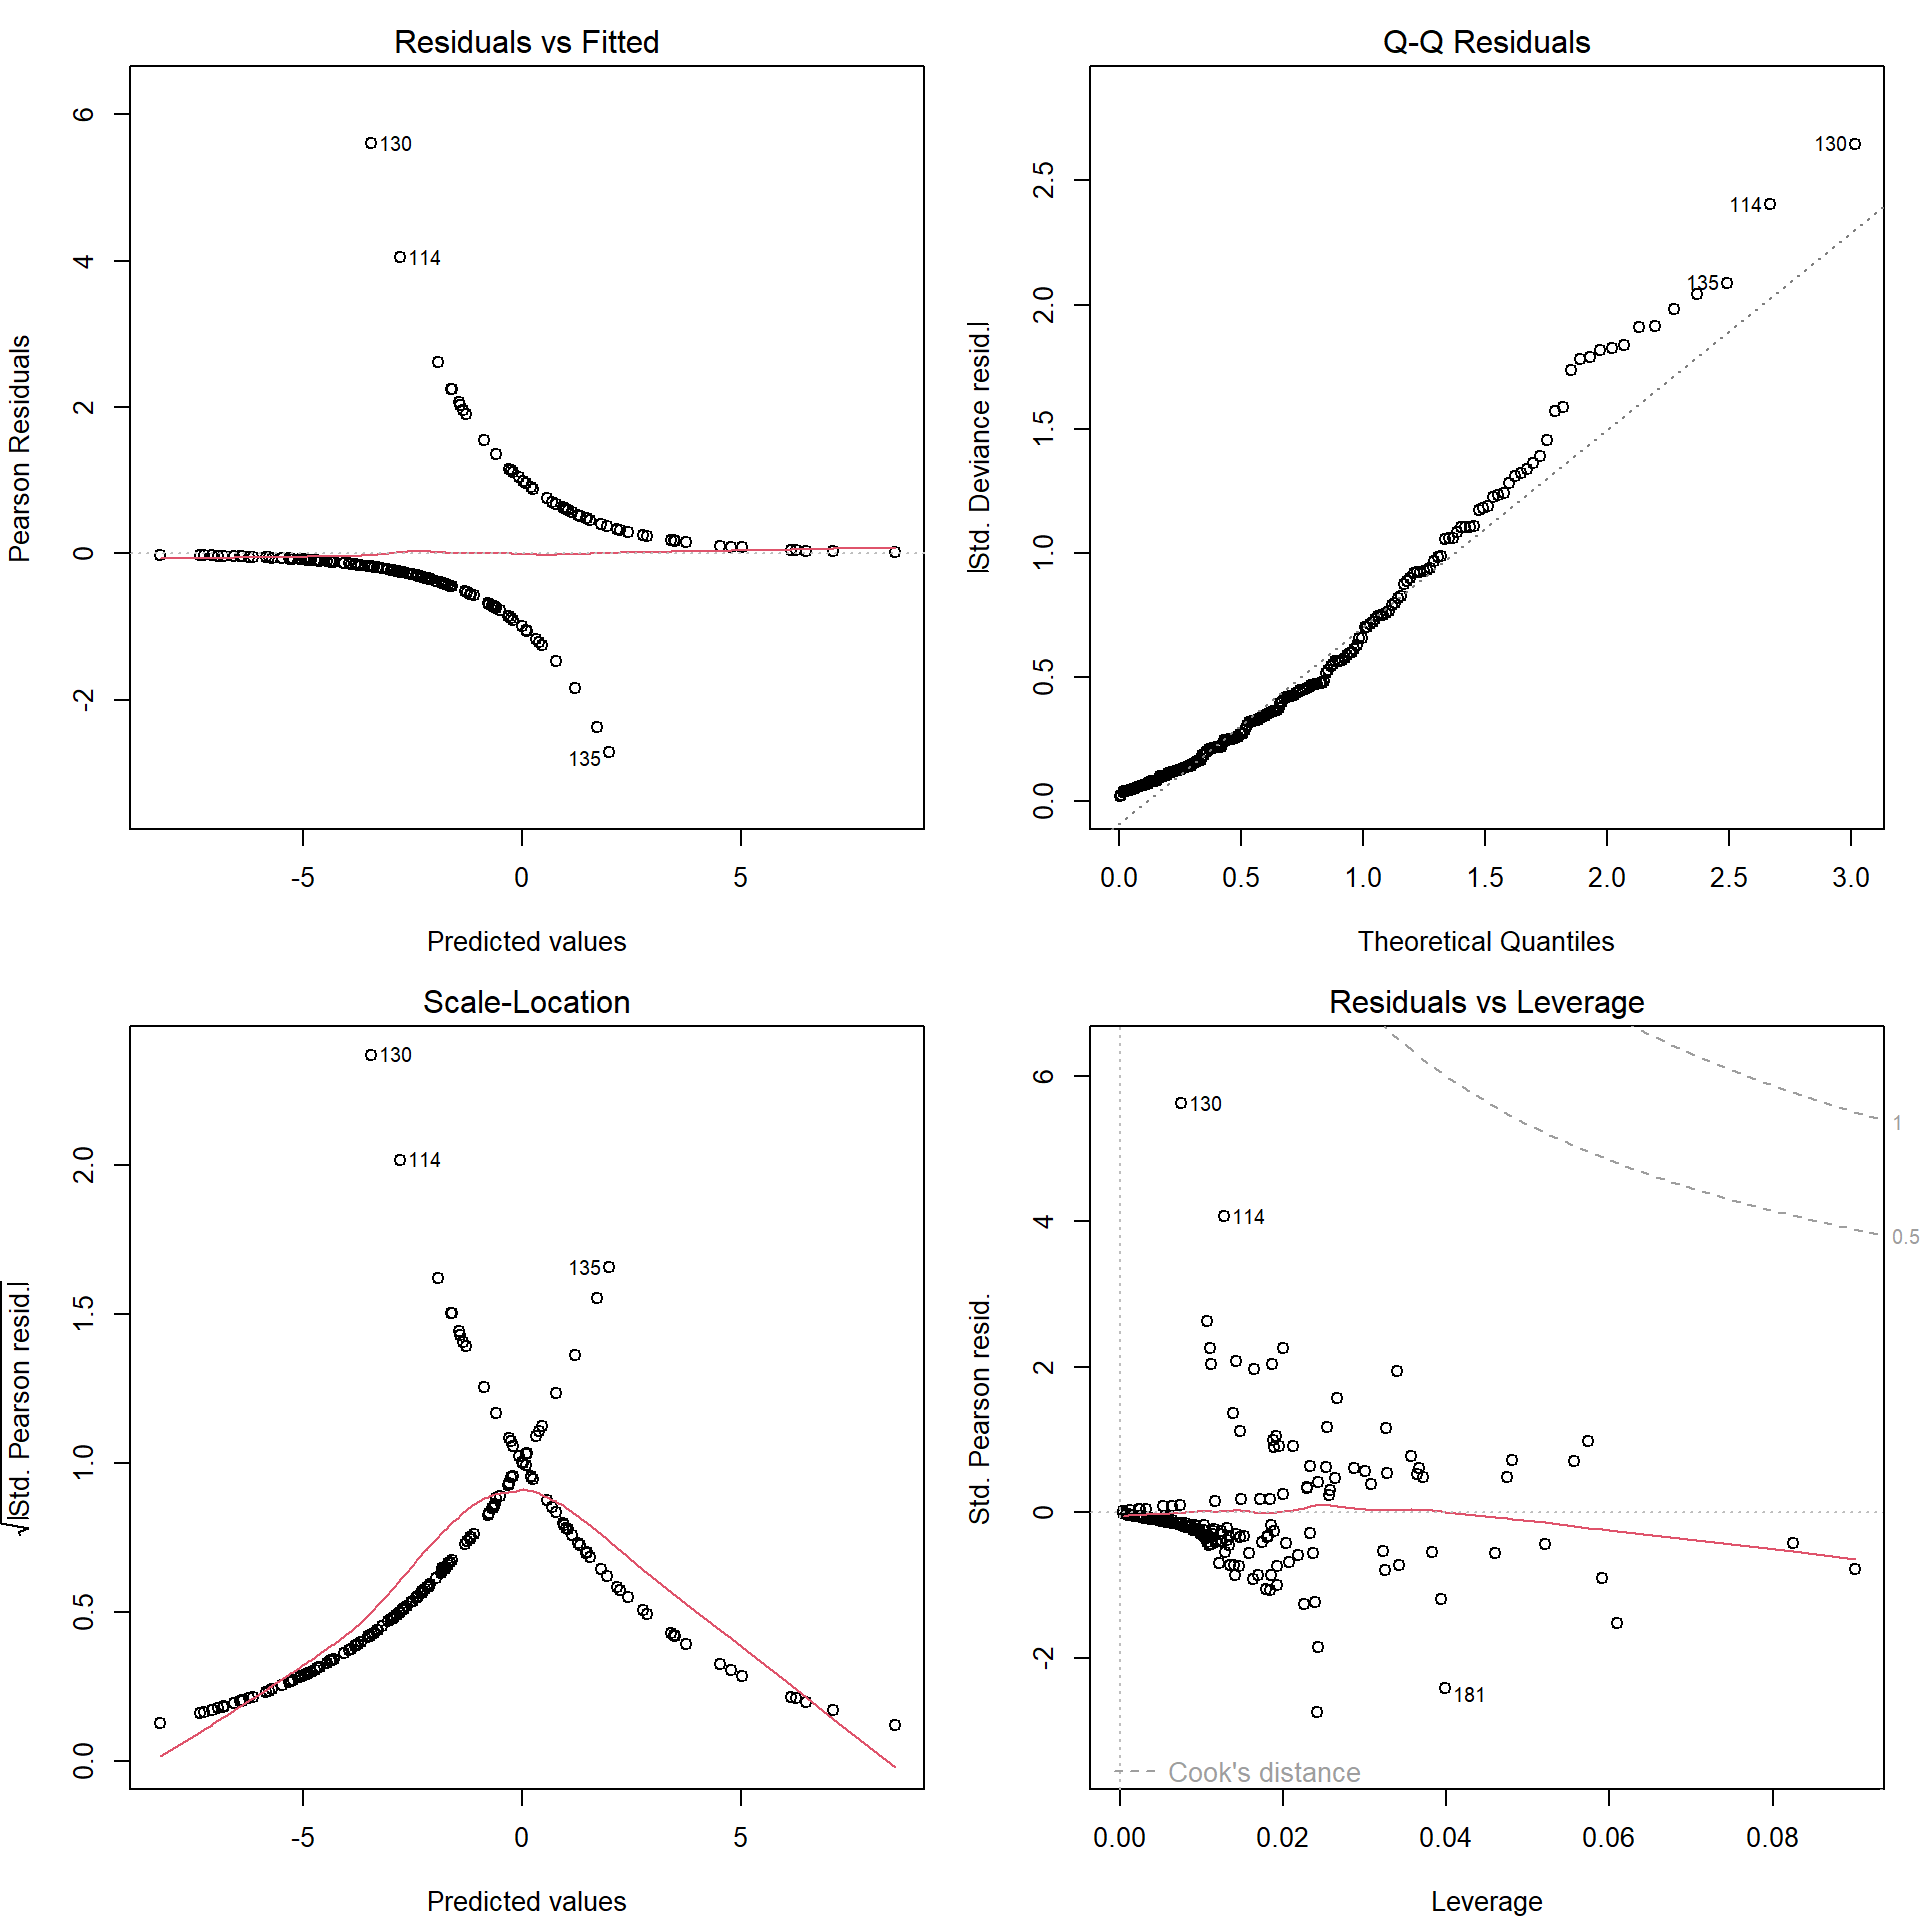 Residuals vs Fitted
6
4
2
0
-2
Pearson Residuals
130
114
135
-5 0 5
Predicted values
Q-Q Residuals
2.5
2.0
1.5
1.0
0.5
0.0
|Std. Deviance resid.|
130
114
135
0.0 0.5 1.0 1.5 2.0 2.5 3.0
Theoretical Quantiles
Scale-Location
2.0
1.5
1.0
0.5
0.0
√|Std. Pearson resid.|
130
114
135
-5 0 5
Predicted values
Residuals vs Leverage
6
4
2
0
-2
Std. Pearson resid.
130
114
181
1
0.5
Cook's distance
0.00 0.02 0.04 0.06 0.08
Leverage